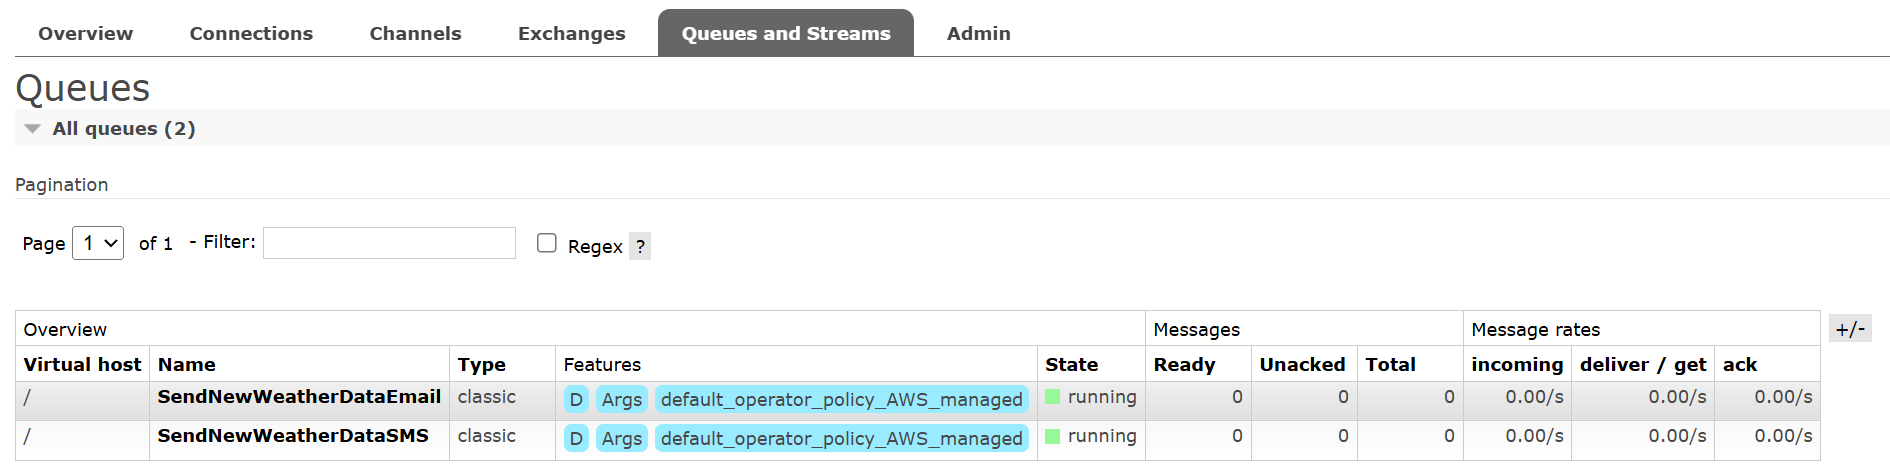 Overview Connections Channels Exchanges Queues and Streams Admin
Queues
All queues (2)
Pagination
Page 1 of 1 - Filter: Regex ?
Overview Messages Message rates +/-
Virtual host Name Type Features State Ready Unacked Total incoming deliver / get ack
/ SendNewWeatherDataEmail classic D Args default_operator_policy_AWS_managed running 0 0 0 0.00/s 0.00/s 0.00/s
/ SendNewWeatherDataSMS classic D Args default_operator_policy_AWS_managed running 0 0 0 0.00/s 0.00/s 0.00/s